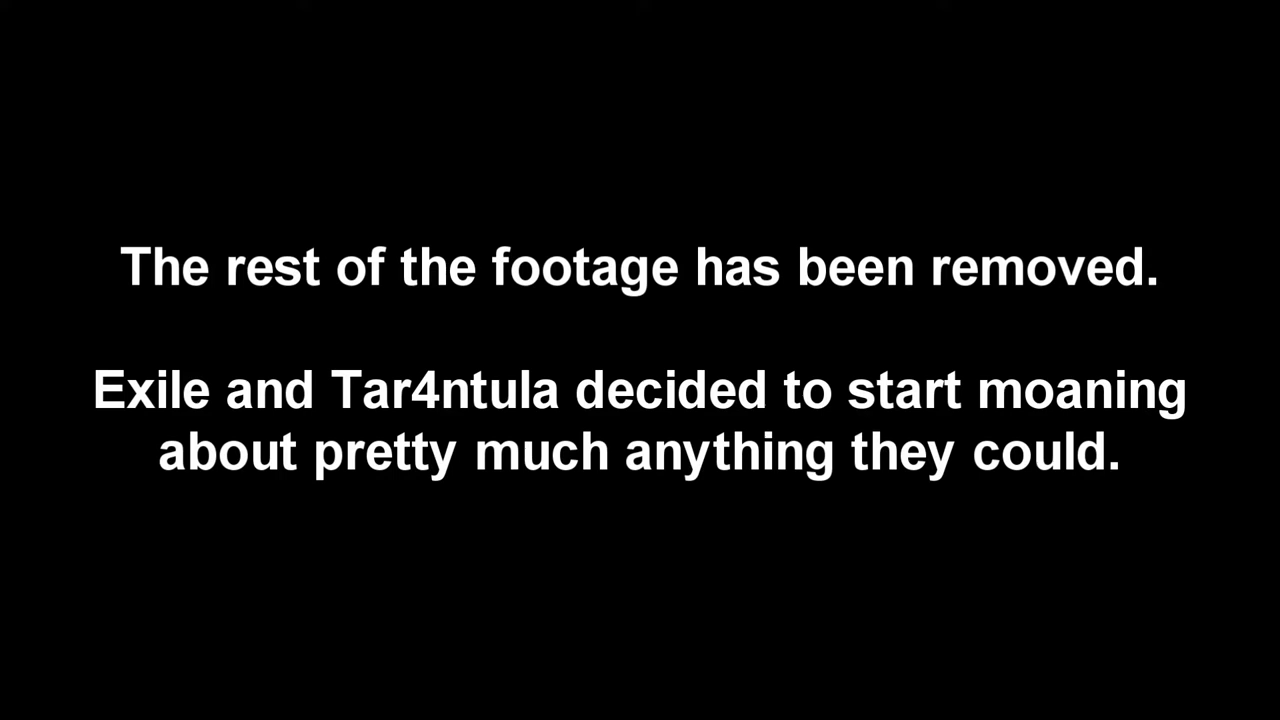 The rest of the footage has been removed.
Exile and Tar4ntula decided to start moaning
about pretty much anything they could.